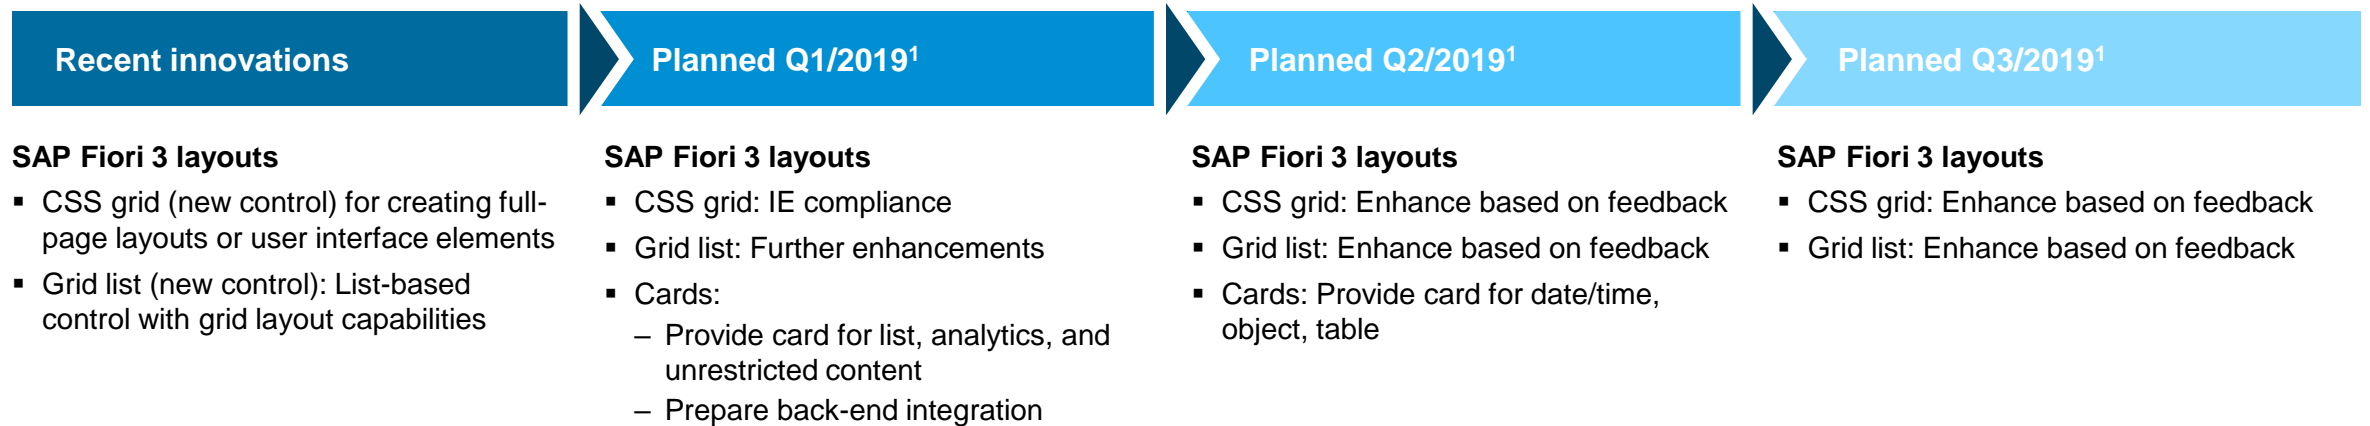 Recent innovations
SAP Fiori 3 layouts
▪ CSS grid (new control) for creating full-
page layouts or user interface elements
▪ Grid list (new control): List-based
control with grid layout capabilities
Planned Q1/2019¹
SAP Fiori 3 layouts
▪ CSS grid: IE compliance
▪ Grid list: Further enhancements
▪ Cards:
– Provide card for list, analytics, and
unrestricted content
– Prepare back-end integration
Planned Q2/2019¹
SAP Fiori 3 layouts
▪ CSS grid: Enhance based on feedback
▪ Grid list: Enhance based on feedback
▪ Cards: Provide card for date/time,
object, table
Planned Q3/2019¹
SAP Fiori 3 layouts
▪ CSS grid: Enhance based on feedback
▪ Grid list: Enhance based on feedback